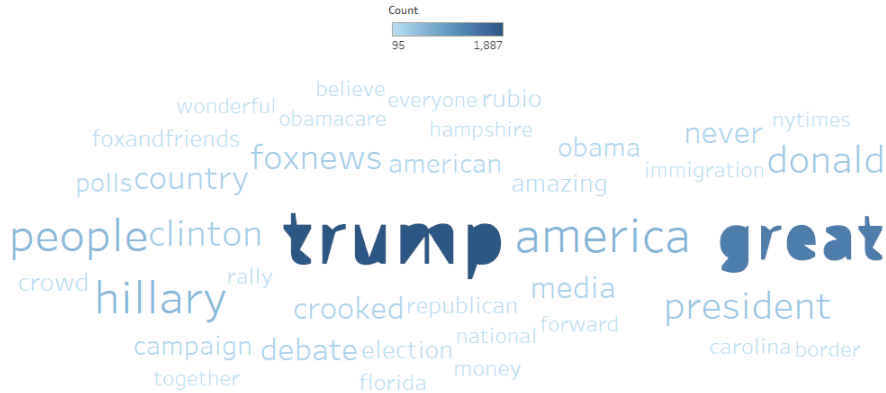 Count
95 1,887
believe
wonderful everyone rubio
obamacare nytimes
foxandfriends hampshire never
foxnews american obama immigration donald
polls country amazing
people clinton trump america great
crowd rally
hillary crooked republican media president
campaign debate election national forward carolina border
together florida money